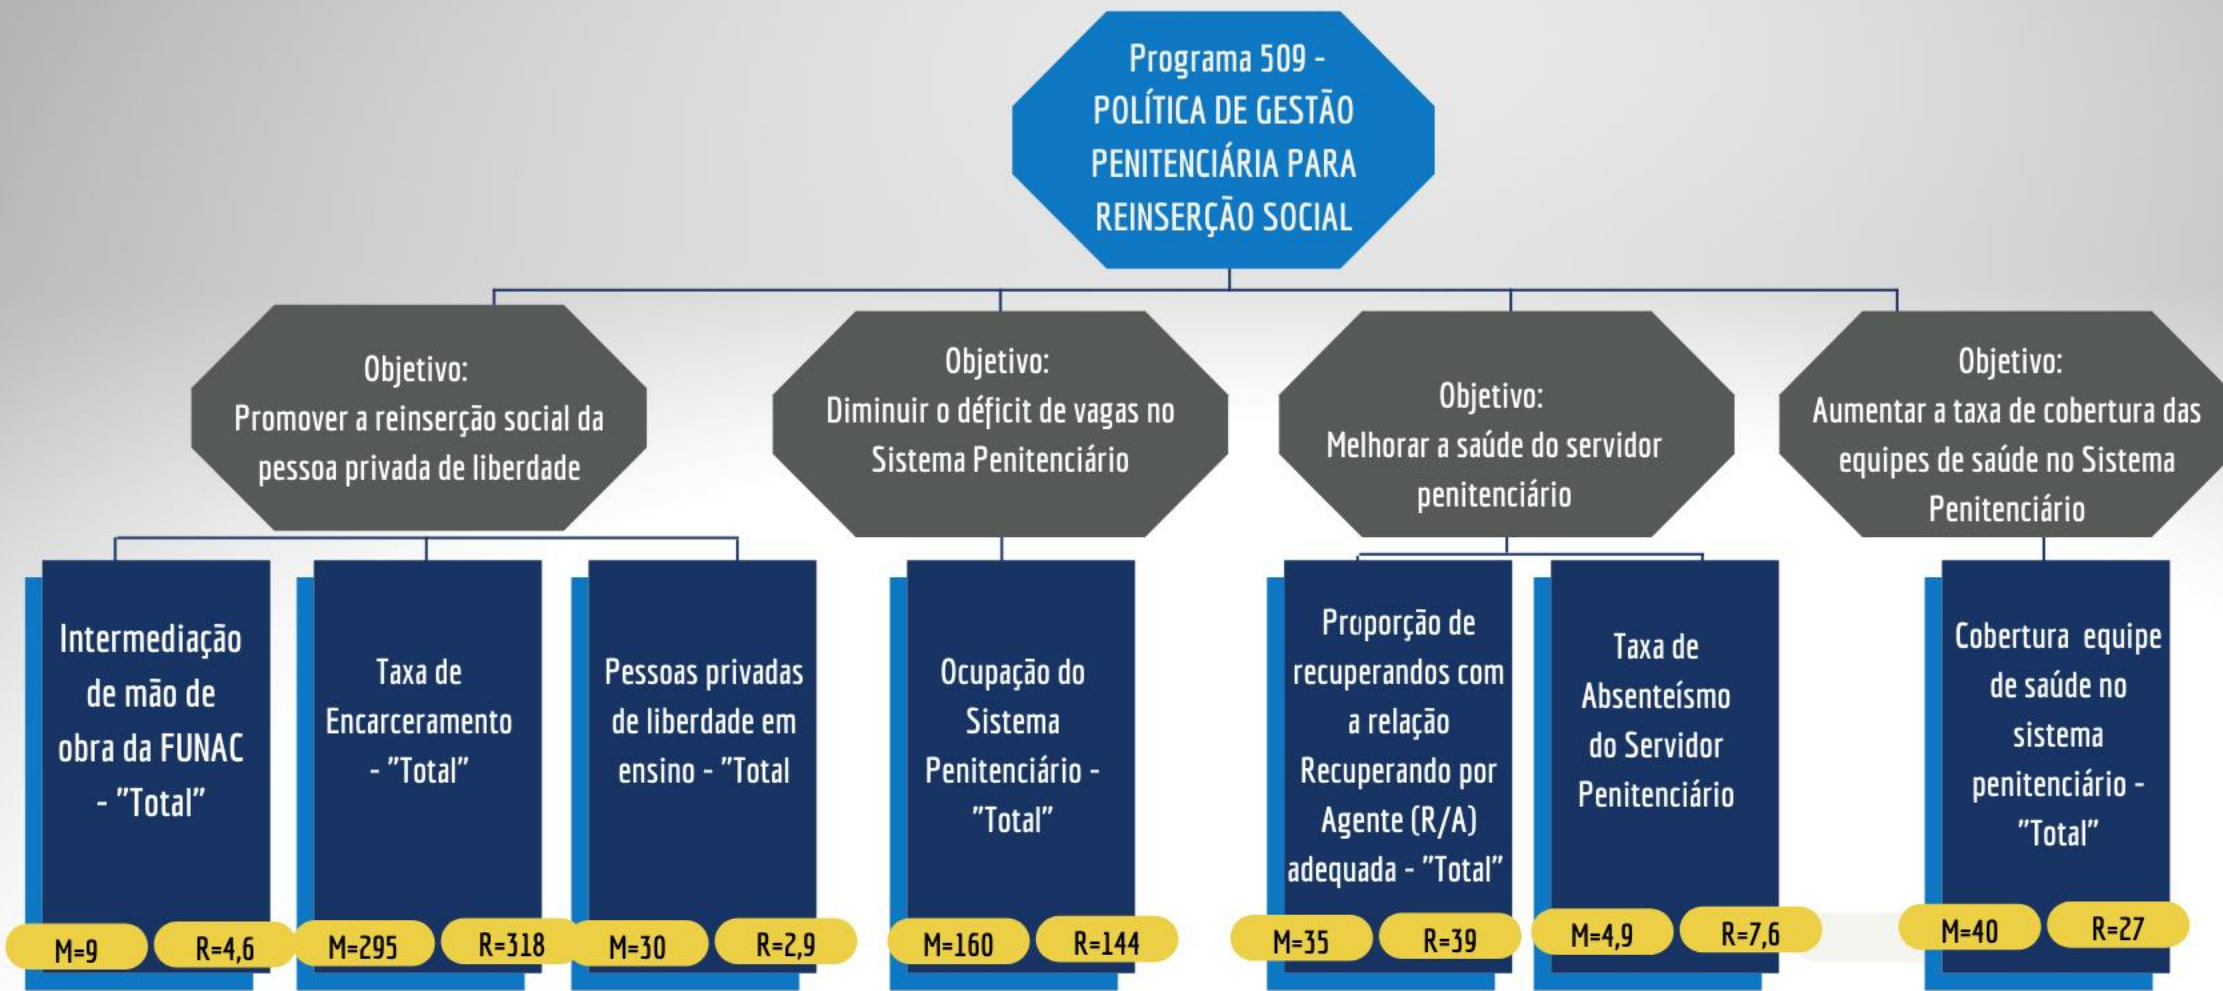 Programa 509 -
POLÍTICA DE GESTÃO
PENITENCIÁRIA PARA
REINSERÇÃO SOCIAL
Objetivo:
Promover a reinserção social da
pessoa privada de liberdade
Objetivo:
Diminuir o déficit de vagas no
Sistema Penitenciário
Objetivo:
Melhorar a saúde do servidor
penitenciário
Objetivo:
Aumentar a taxa de cobertura das
equipes de saúde no Sistema
Penitenciário
Intermediação
de mão de
obra da FUNAC
- "Total"
M=9
R=4,6
Taxa de
Encarceramento
- "Total"
M=295
R=318
Pessoas privadas
de liberdade em
ensino - "Total
M=30
R=2,9
Ocupação do
Sistema
Penitenciário -
"Total"
M=160
R=144
Proporção de
recuperandos com
a relação
Recuperando por
Agente (R/A)
adequada - "Total"
M=35
R=39
Taxa de
Absenteísmo
do Servidor
Penitenciário
M=4,9
R=7,6
Cobertura equipe
de saúde no
sistema
penitenciário -
"Total"
M=40
R=27